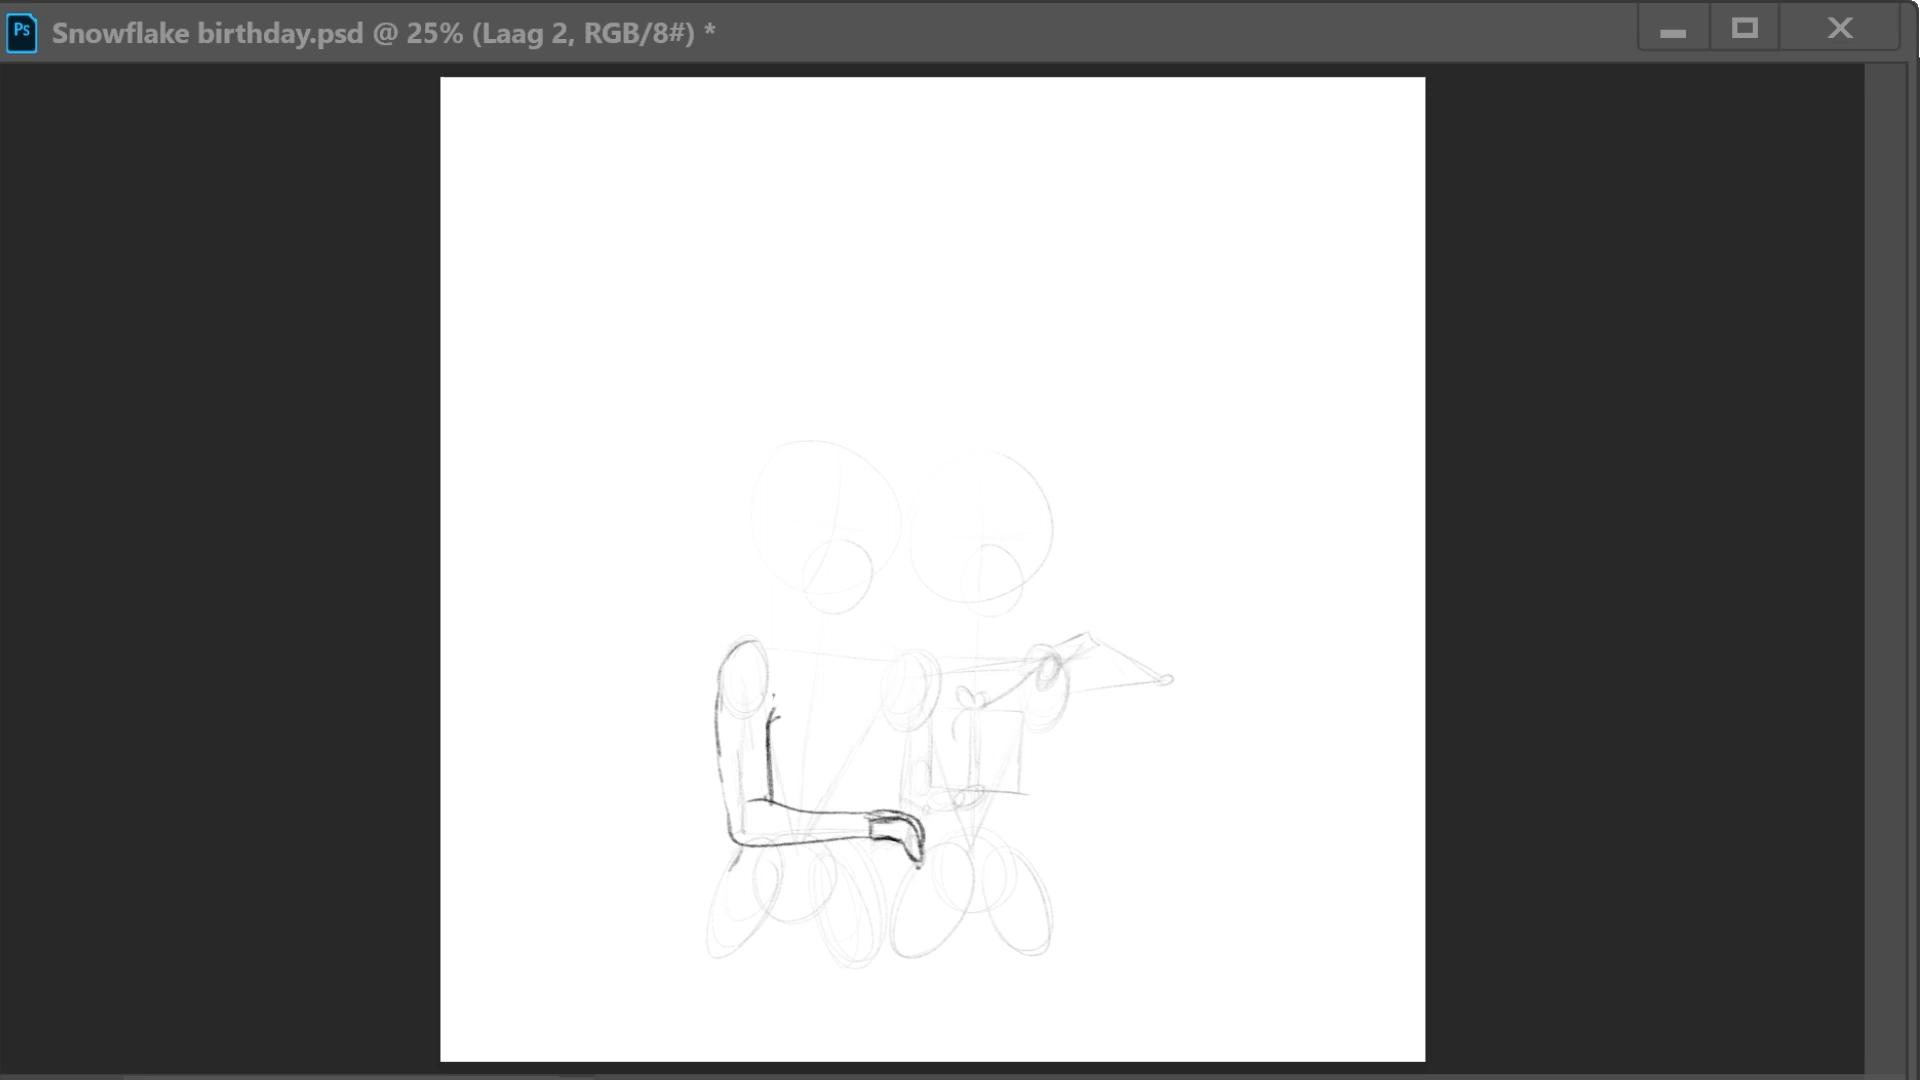 Ps Snowflake birthday.psd @ 25% (Laag 2, RGB/8#) *